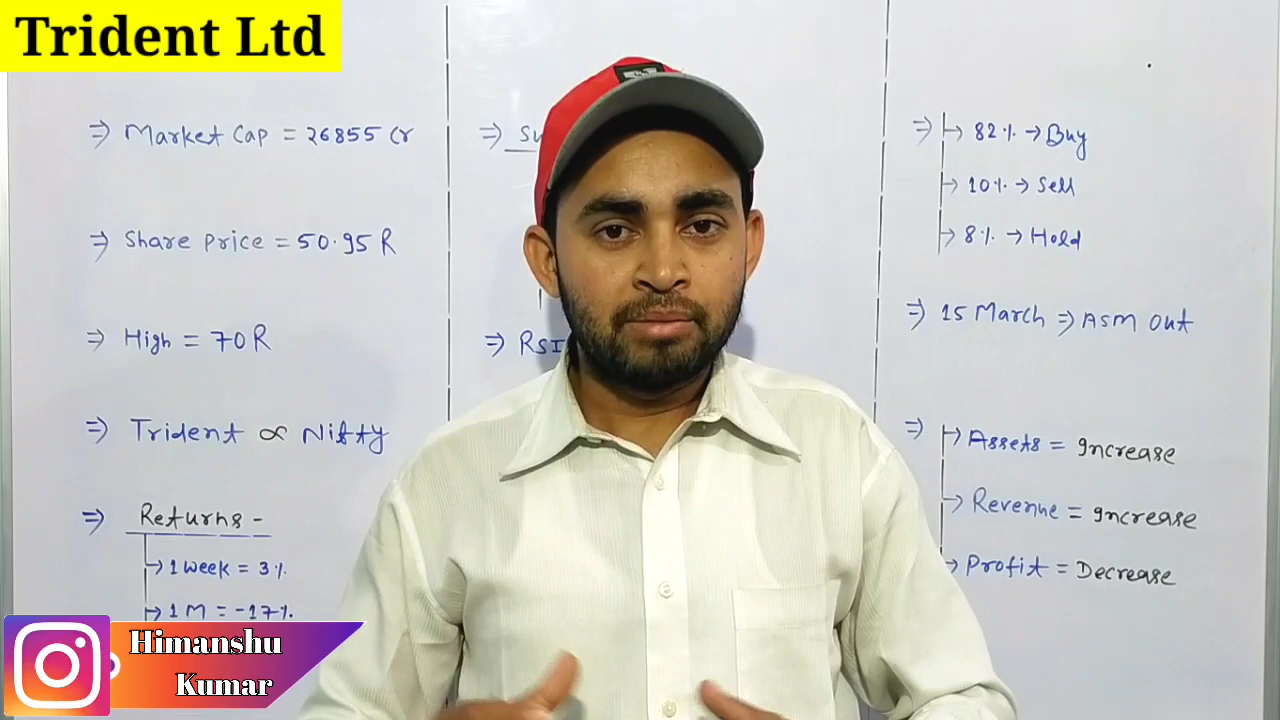 Trident Ltd
⇒ Market Cap = 26855 Cr
⇒ Share Price = 50.95 R
⇒ High = 70 R
⇒ Trident ∝ Nifty
⇒ Returns -
→ 1 week = 3%
→ 1 M = -17%.
⇒
⇒ RSI
⇒ → 82% → Buy
→ 10% → Sell
→ 8% → Hold
⇒ 15 March ⇒ ASM Out
⇒ → Assets = Increase
→ Revenue = Increase
→ Profit = Decrease
Himanshu
Kumar